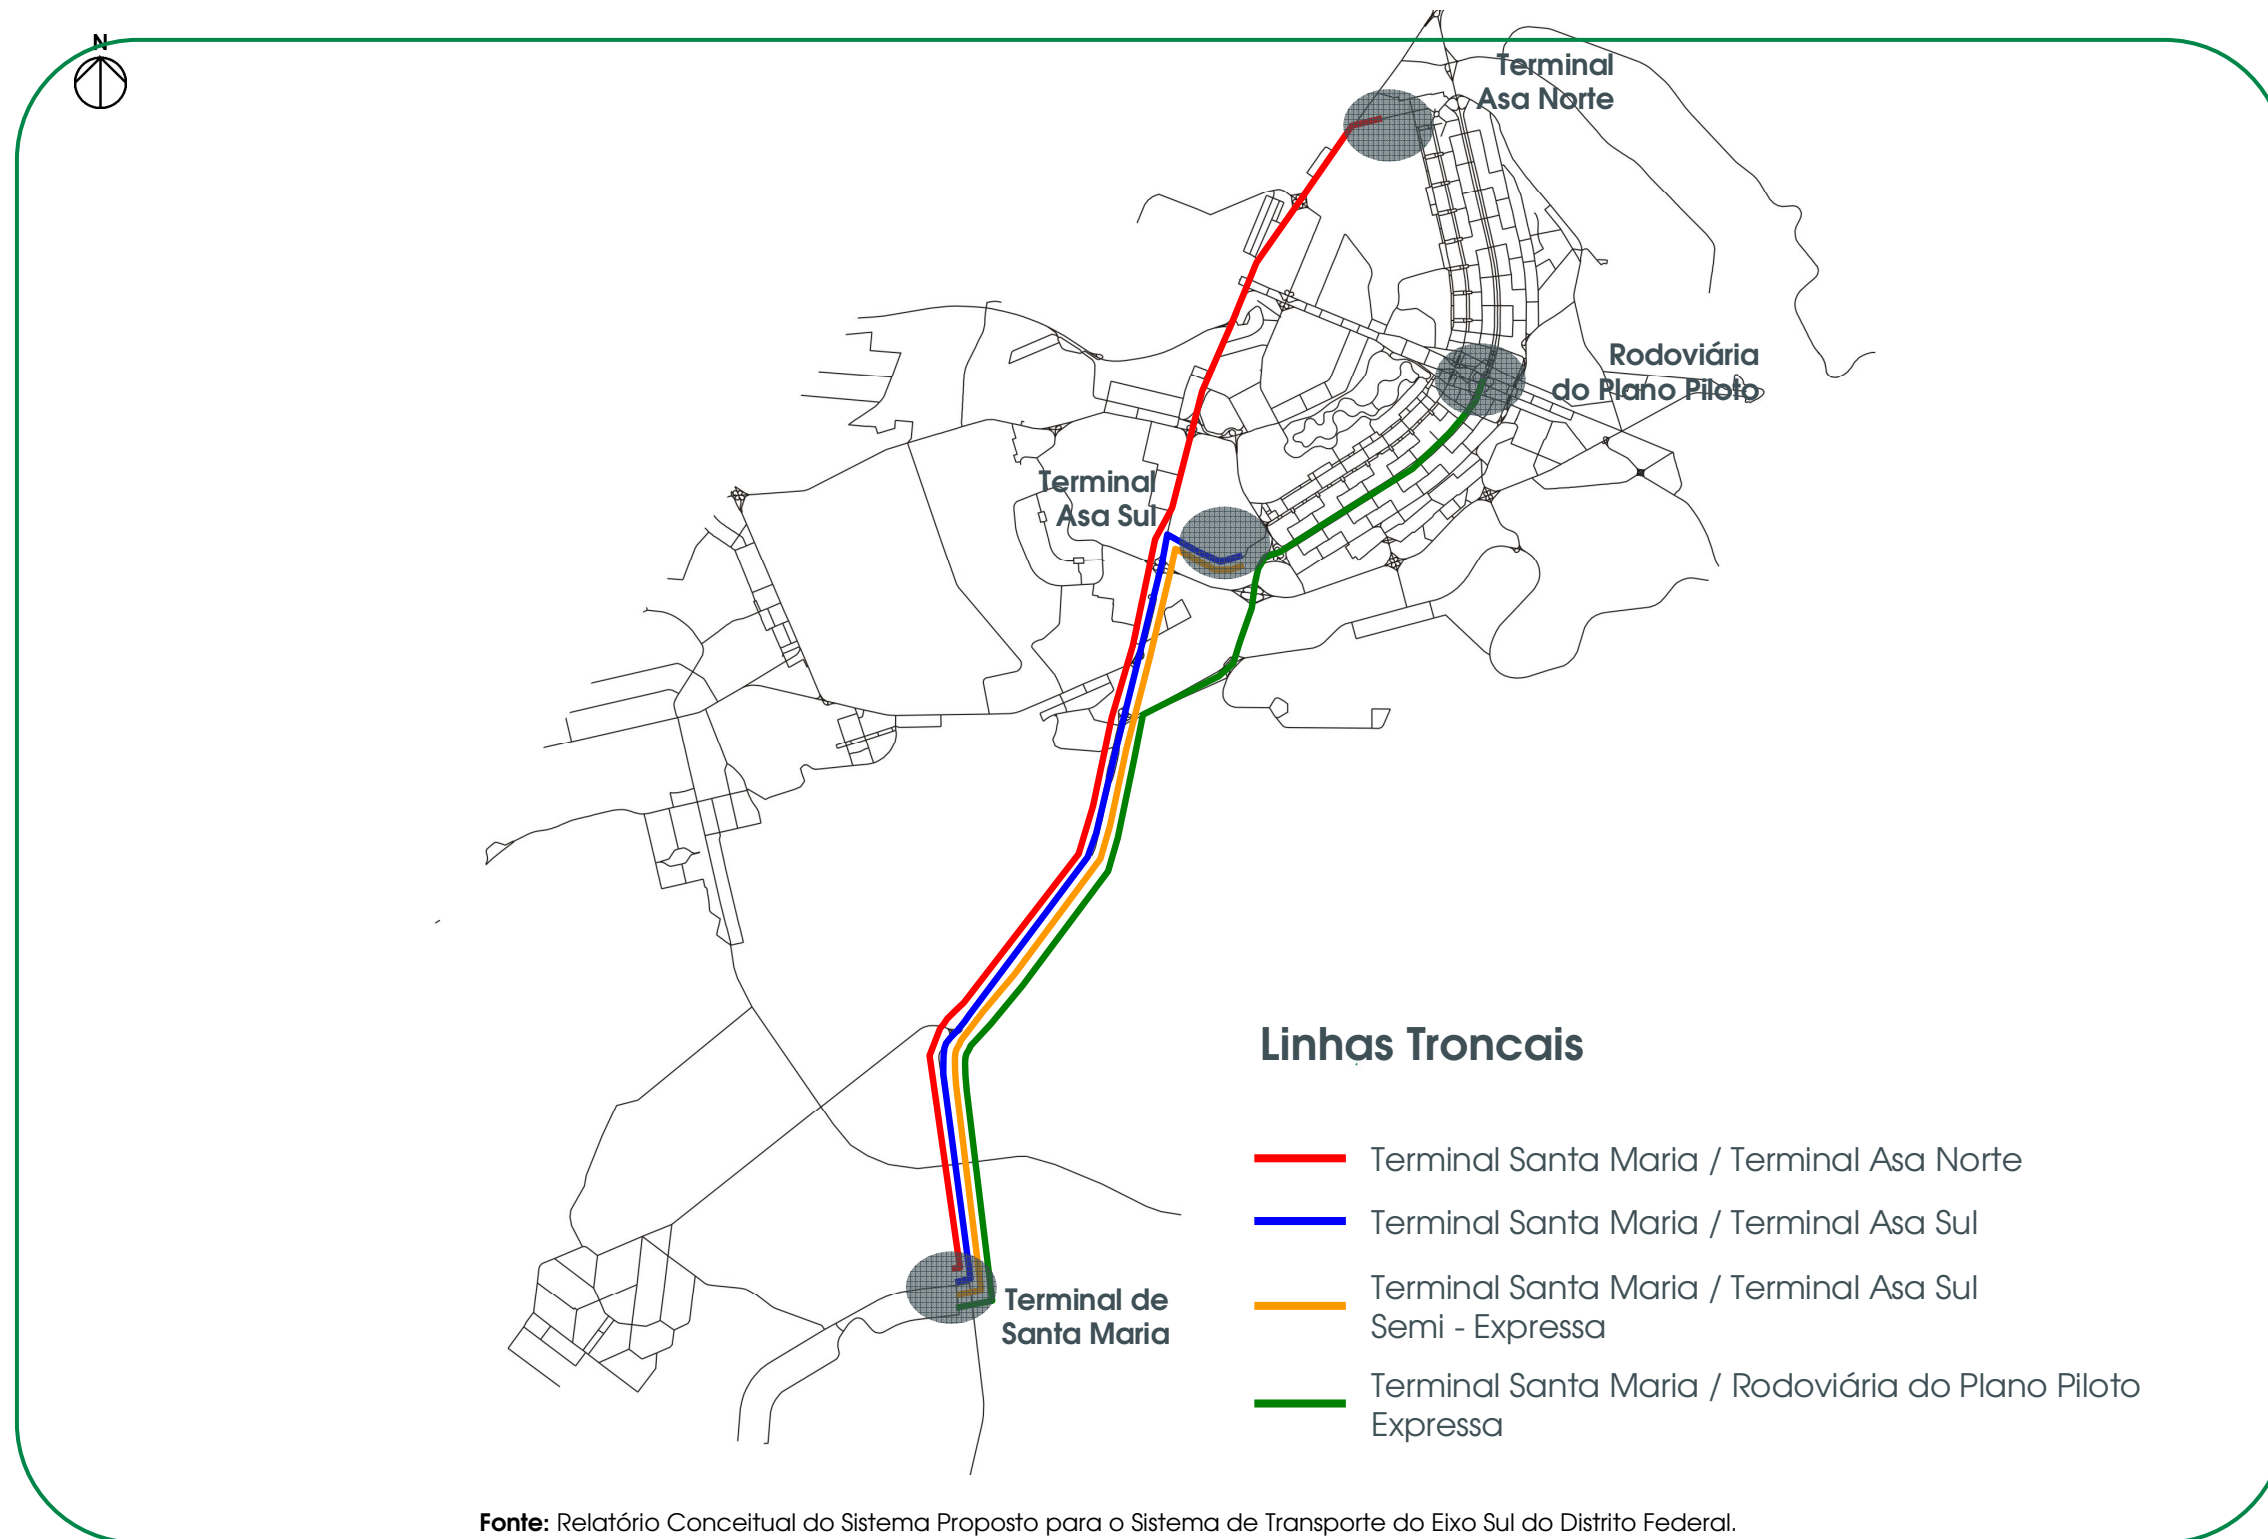 N
Terminal
Asa Norte
Rodoviária
do Plano Piloto
Terminal
Asa Sul
Terminal de
Santa Maria
Linhas Troncais
Terminal Santa Maria / Terminal Asa Norte
Terminal Santa Maria / Terminal Asa Sul
Terminal Santa Maria / Terminal Asa Sul
Semi - Expressa
Terminal Santa Maria / Rodoviária do Plano Piloto
Expressa
Fonte: Relatório Conceitual do Sistema Proposto para o Sistema de Transporte do Eixo Sul do Distrito Federal.